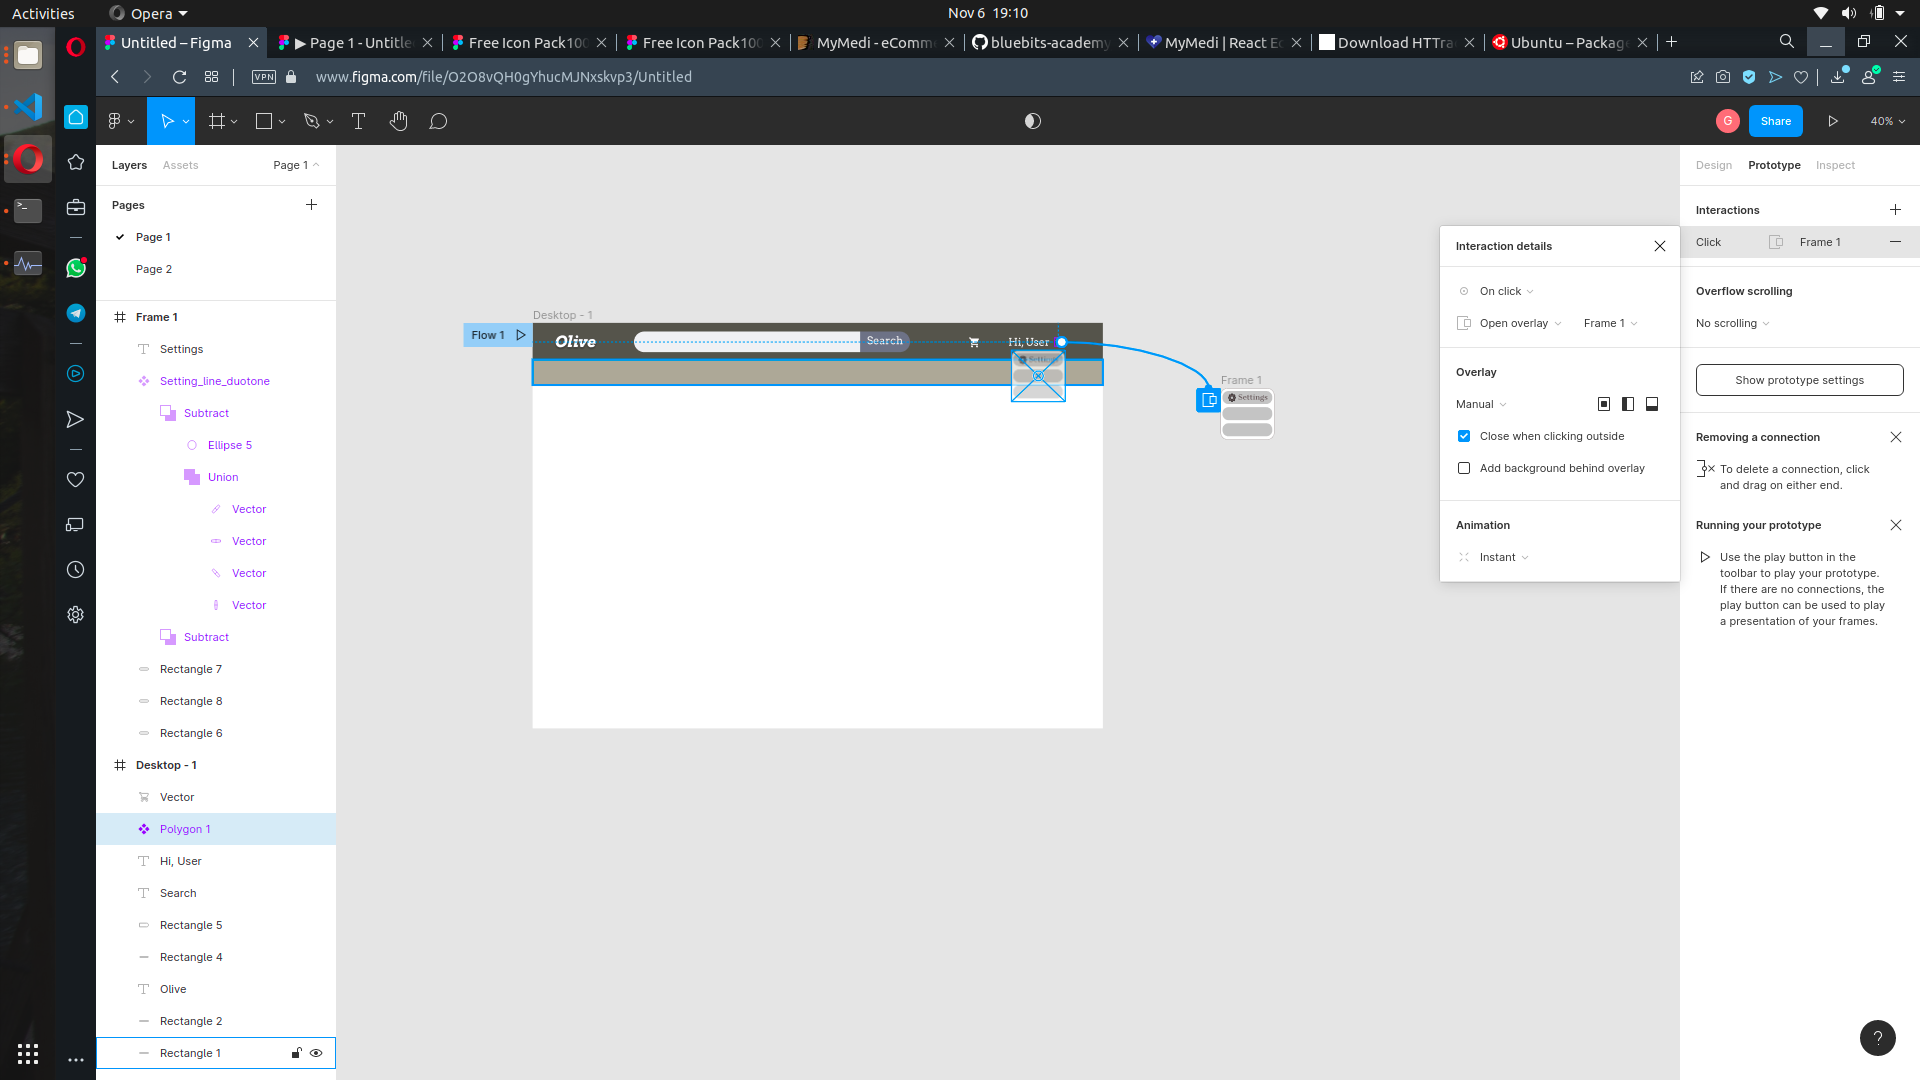 Activities
Opera
Nov 6 19:10
Untitled – Figma
▶ Page 1 - Untitle
Free Icon Pack100
Free Icon Pack100
MyMedi - eComm
bluebits-academy
MyMedi | React Ec
Download HTTra
Ubuntu – Package
VPN
www.figma.com/file/O2O8vQH0gYhucMJNxskvp3/Untitled
G
Share
40%
Layers
Assets
Page 1
Pages
Page 1
Page 2
Frame 1
Settings
Setting_line_duotone
Subtract
Ellipse 5
Union
Vector
Vector
Vector
Vector
Subtract
Rectangle 7
Rectangle 8
Rectangle 6
Desktop - 1
Vector
Polygon 1
Hi, User
Search
Rectangle 5
Rectangle 4
Olive
Rectangle 2
Rectangle 1
Desktop - 1
Flow 1
Olive
Search
Hi, User
Settings
Frame 1
Settings
Interaction details
On click
Open overlay
Frame 1
Overlay
Manual
Close when clicking outside
Add background behind overlay
Animation
Instant
Design
Prototype
Inspect
Interactions
Click
Frame 1
Overflow scrolling
No scrolling
Show prototype settings
Removing a connection
To delete a connection, click
and drag on either end.
Running your prototype
Use the play button in the
toolbar to play your prototype.
If there are no connections, the
play button can be used to play
a presentation of your frames.
?